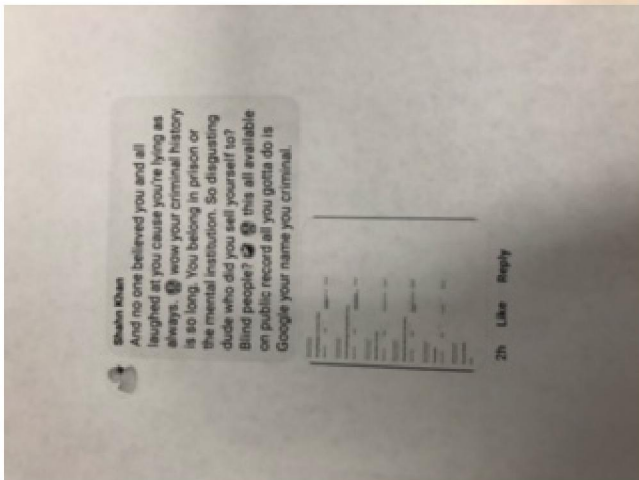 Shahn Khan
And no one believed you and all
laughed at you cause you're lying as
always. wow your criminal history
is so long. You belong in prison or
the mental institution. So disgusting
dude who did you sell yourself to?
Blind people? this all available
on public record all you gotta do is
Google your name you criminal.
2h Like Reply